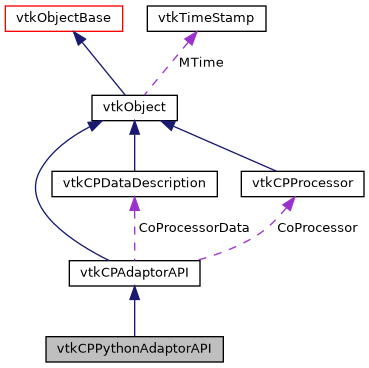 vtkObjectBase
vtkTimeStamp
MTime
vtkObject
vtkCPDataDescription
vtkCPProcessor
CoProcessorData
CoProcessor
vtkCPAdaptorAPI
vtkCPPythonAdaptorAPI